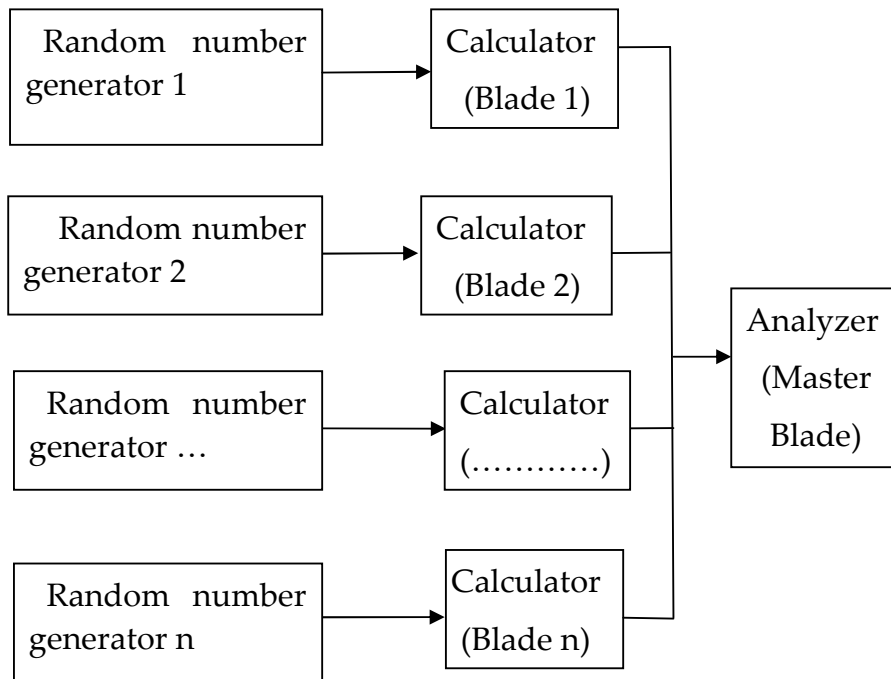 Random number
generator 1
Calculator
(Blade 1)
Random number
generator 2
Calculator
(Blade 2)
Random number
generator …
Calculator
(…………)
Random number
generator n
Calculator
(Blade n)
Analyzer
(Master
Blade)